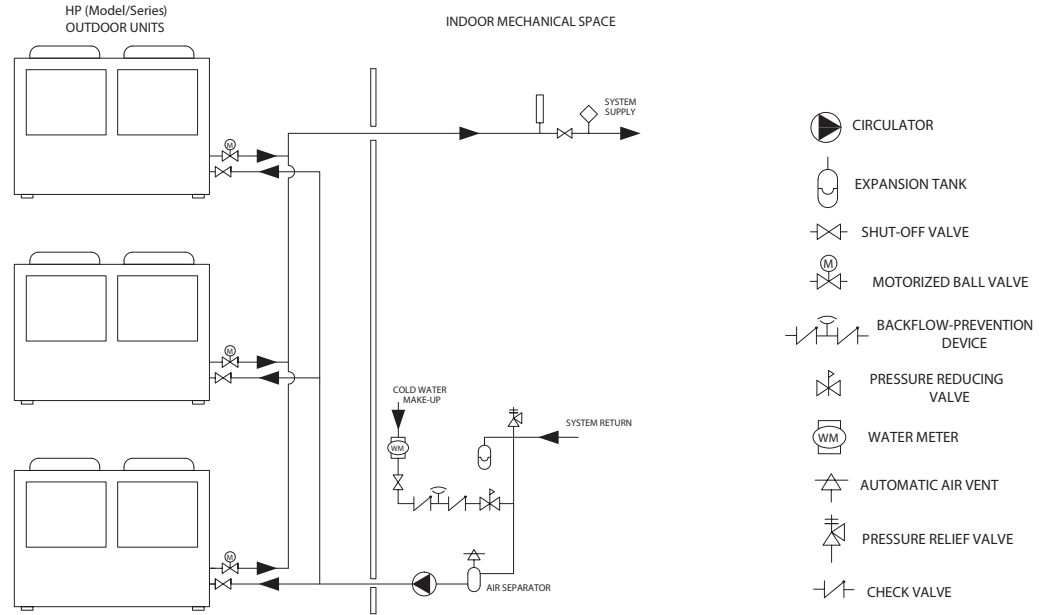 HP (Model/Series)
OUTDOOR UNITS
INDOOR MECHANICAL SPACE
SYSTEM
SUPPLY
M
M
COLD WATER
MAKE-UP
SYSTEM RETURN
WM
M
AIR SEPARATOR
CIRCULATOR
EXPANSION TANK
SHUT-OFF VALVE
M
MOTORIZED BALL VALVE
BACKFLOW-PREVENTION
DEVICE
PRESSURE REDUCING
VALVE
WM
WATER METER
AUTOMATIC AIR VENT
PRESSURE RELIEF VALVE
CHECK VALVE